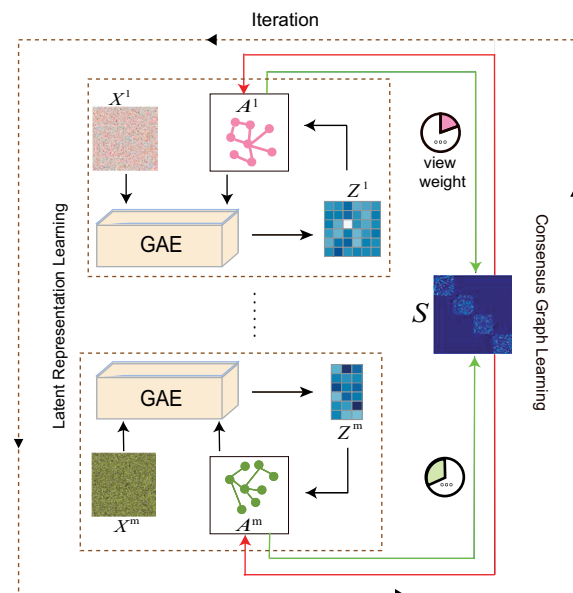 Iteration
X¹
A¹
GAE
Z¹
view
weight
Latent Representation Learning
......
S
Consensus Graph Learning
GAE
Zᵐ
Xᵐ
Aᵐ